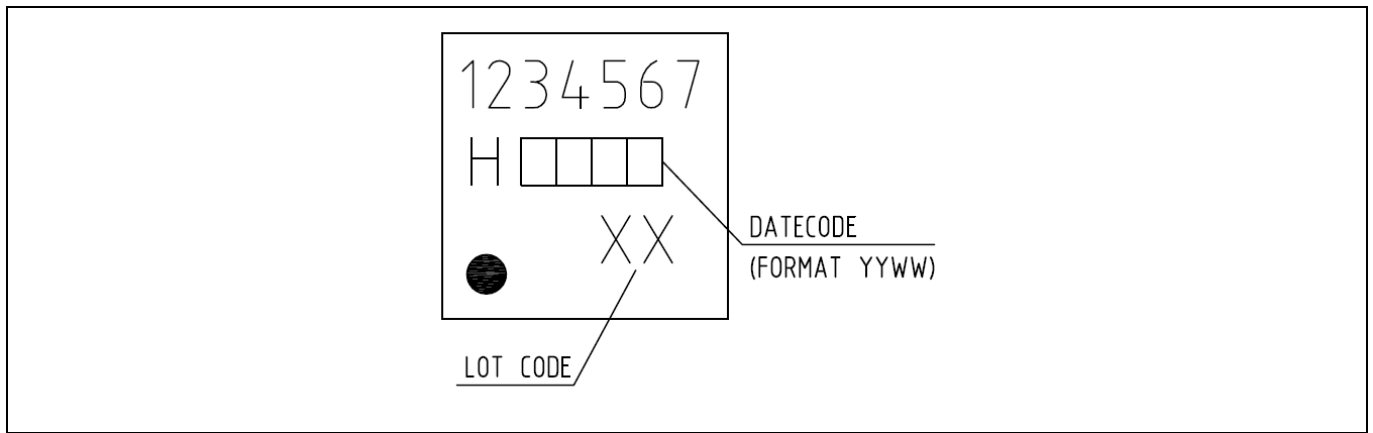 1234567
H
XX
DATECODE
(FORMAT YYWW)
LOT CODE